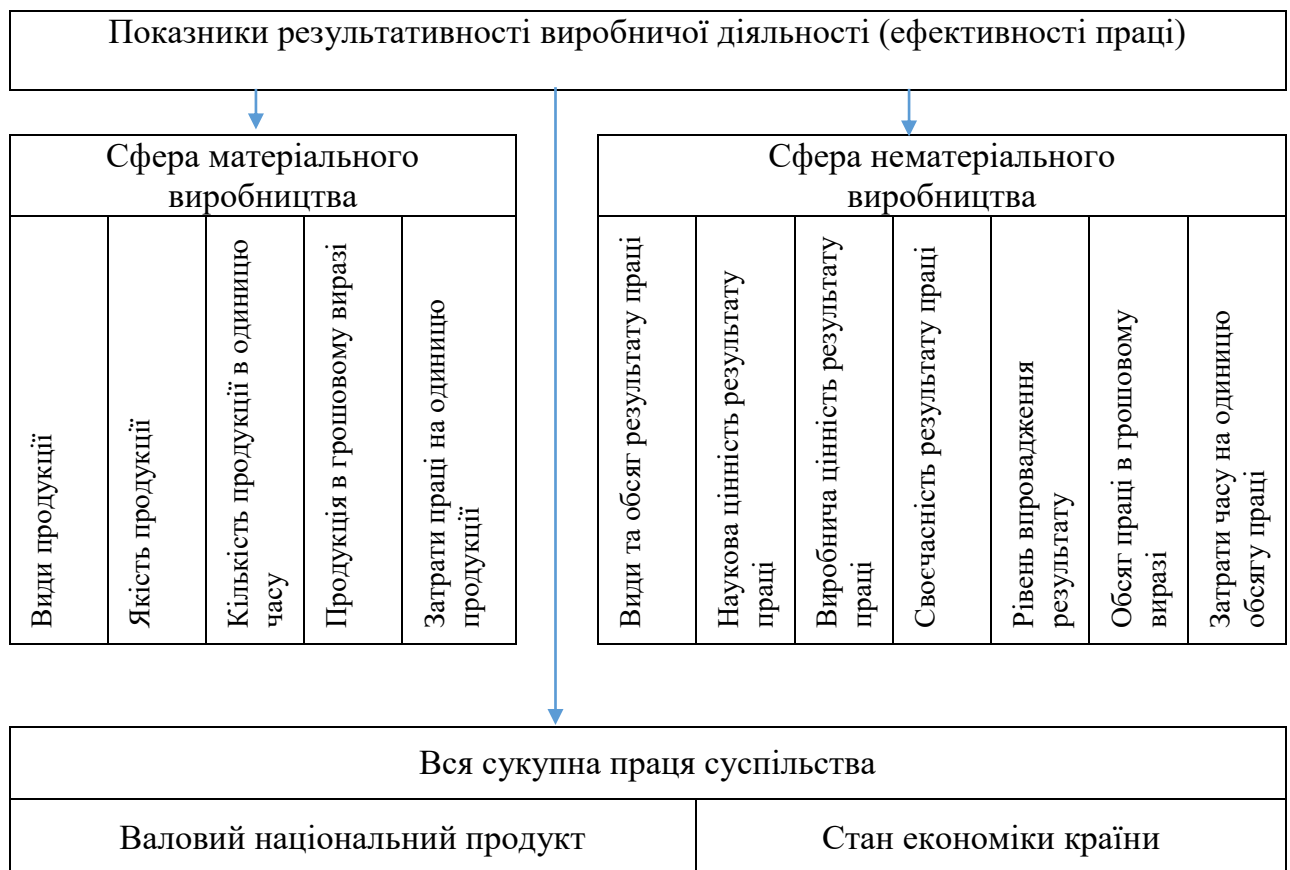 Показники результативності виробничої діяльності (ефективності праці)
Сфера матеріального
виробництва
Види продукції
Якість продукції
Кількість продукції в одиницю
часу
Продукція в грошовому виразі
Затрати праці на одиницю
продукції
Сфера нематеріального
виробництва
Види та обсяг результату праці
Наукова цінність результату
праці
Виробнича цінність результату
праці
Своєчасність результату праці
Рівень впровадження
результату
Обсяг праці в грошовому
виразі
Затрати часу на одиницю
обсягу праці
Вся сукупна праця суспільства
Валовий національний продукт
Стан економіки країни